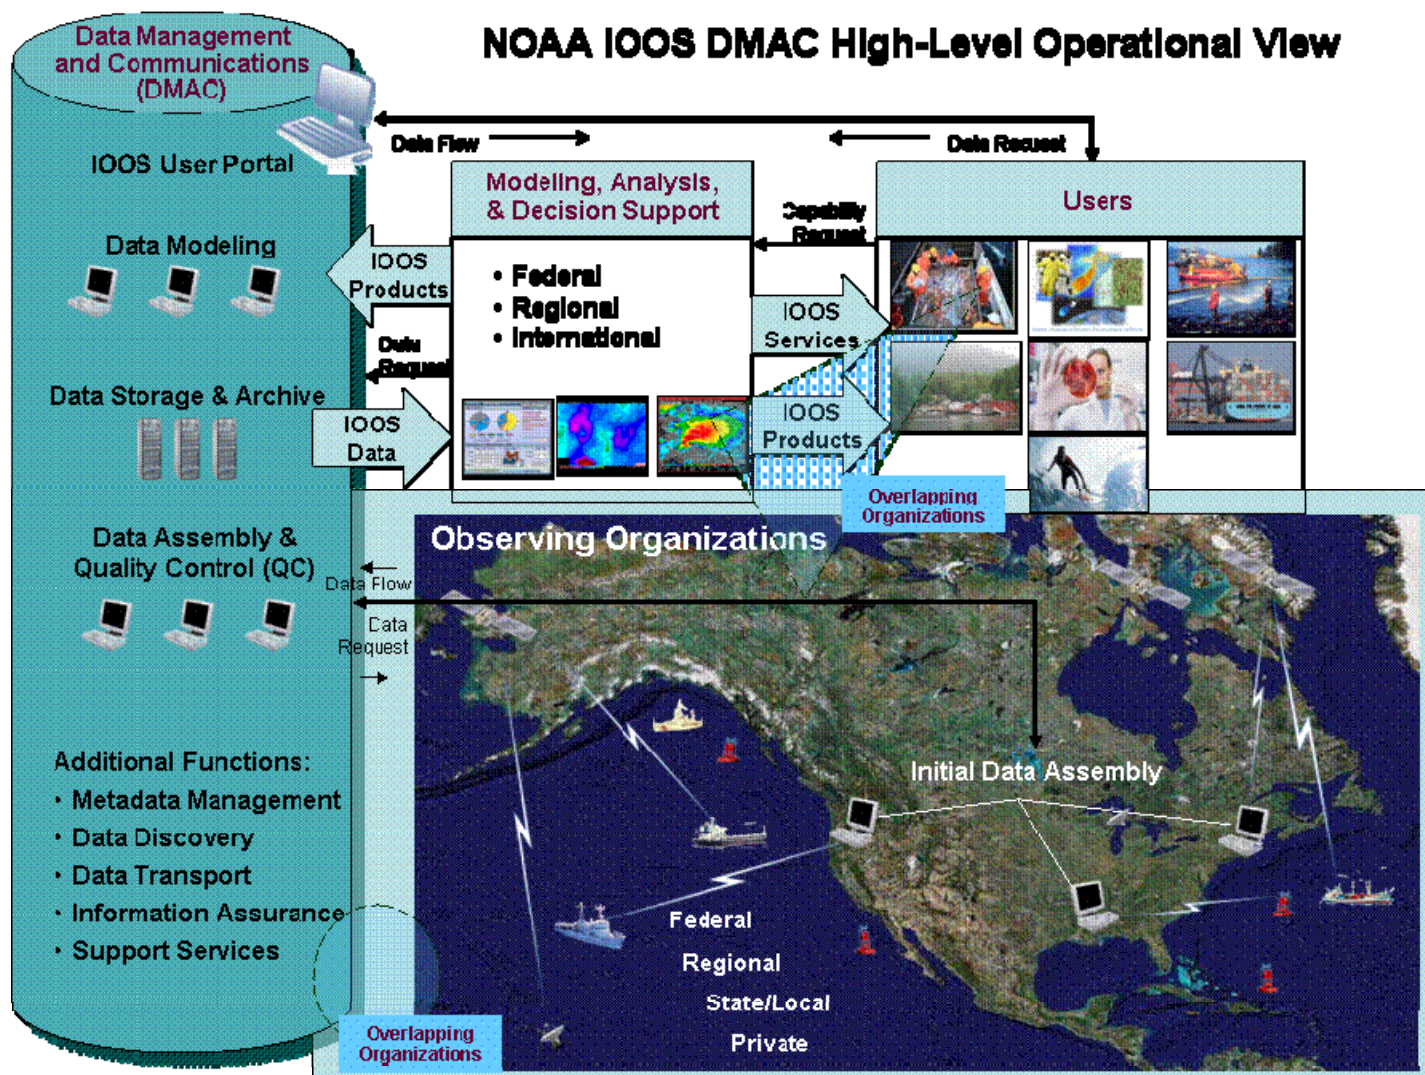 NOAA IOOS DMAC High-Level Operational View
Data Management
and Communications
(DMAC)
IOOS User Portal
Data Modeling
Data Storage & Archive
Data Assembly &
Quality Control (QC)
Additional Functions:
• Metadata Management
• Data Discovery
• Data Transport
• Information Assurance
• Support Services
Data Flow
Data Request
Modeling, Analysis,
& Decision Support
• Federal
• Regional
• International
IOOS
Products
Data
Request
IOOS
Data
Capability
Request
IOOS
Services
IOOS
Products
Users
Overlapping
Organizations
Observing Organizations
Data Flow
Data
Request
Initial Data Assembly
Federal
Regional
State/Local
Private
Overlapping
Organizations